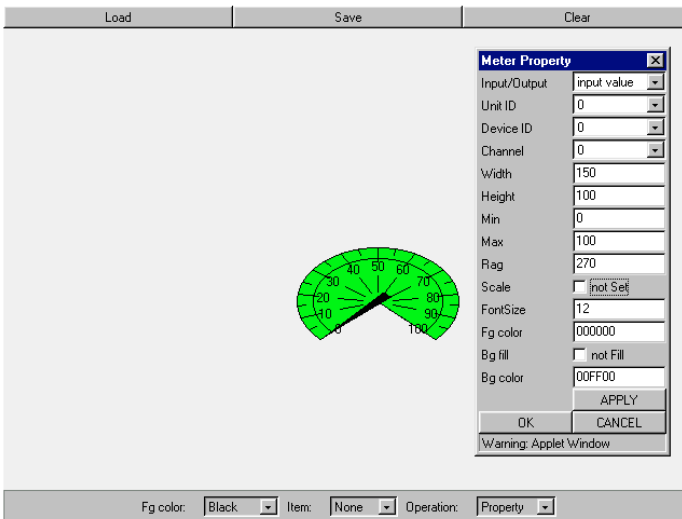 Load Save Clear
Meter Property
Input/Output input value
Unit ID 0
Device ID 0
Channel 0
Width 150
Height 100
Min 0
Max 100
Rag 270
Scale not Set
FontSize 12
Fg color 000000
Bg fill not Fill
Bg color 00FF00
APPLY
OK CANCEL
Warning: Applet Window
0 10 20 30 40 50 60 70 80 90 100
Fg color: Black Item: None Operation: Property